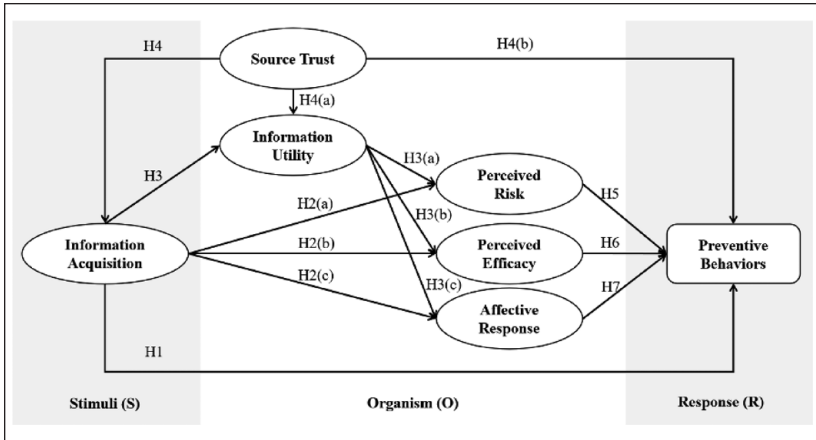 H4
Source Trust
H4(b)
H4(a)
Information
Utility
H3
H3(a)
Perceived
Risk
H2(a)
H3(b)
H5
Information
Acquisition
H2(b)
Perceived
Efficacy
H6
Preventive
Behaviors
H2(c)
H3(c)
H7
Affective
Response
H1
Stimuli (S)
Organism (O)
Response (R)